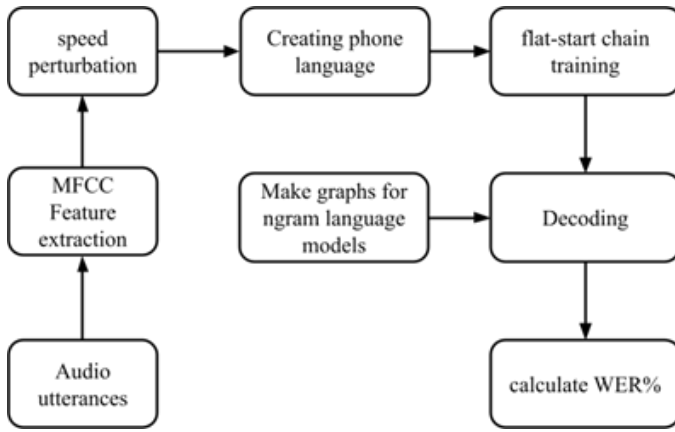 speed
perturbation
Creating phone
language
flat-start chain
training
MFCC
Feature
extraction
Make graphs for
ngram language
models
Decoding
Audio
utterances
calculate WER%